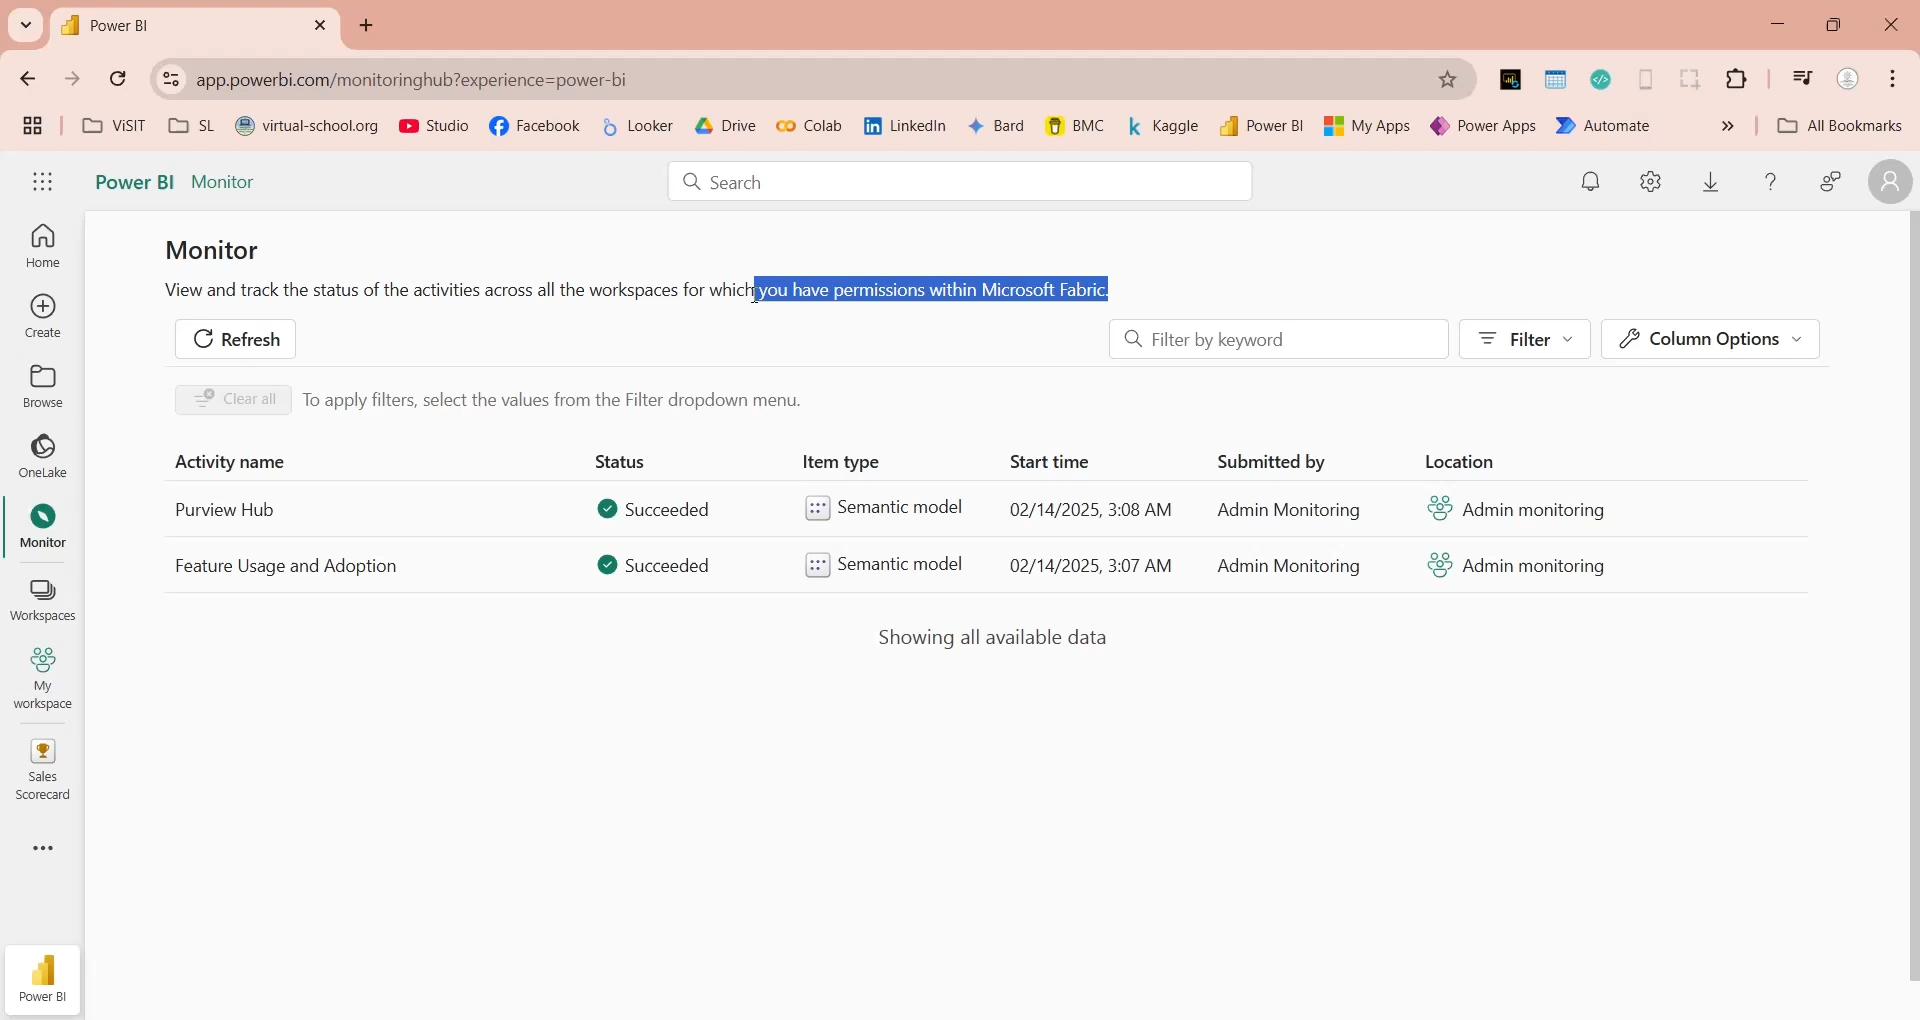 Power BI
app.powerbi.com/monitoringhub?experience=power-bi
ViSIT SL virtual-school.org Studio Facebook Looker Drive Colab LinkedIn Bard BMC Kaggle Power BI My Apps Power Apps Automate » All Bookmarks
Power BI Monitor Search
Home
Create
Browse
OneLake
Monitor
Workspaces
My
workspace
Sales
Scorecard
Power BI
Monitor
View and track the status of the activities across all the workspaces for which you have permissions within Microsoft Fabric.
Refresh Filter by keyword Filter Column Options
Clear all To apply filters, select the values from the Filter dropdown menu.
Activity name Status Item type Start time Submitted by Location
Purview Hub Succeeded Semantic model 02/14/2025, 3:08 AM Admin Monitoring Admin monitoring
Feature Usage and Adoption Succeeded Semantic model 02/14/2025, 3:07 AM Admin Monitoring Admin monitoring
Showing all available data